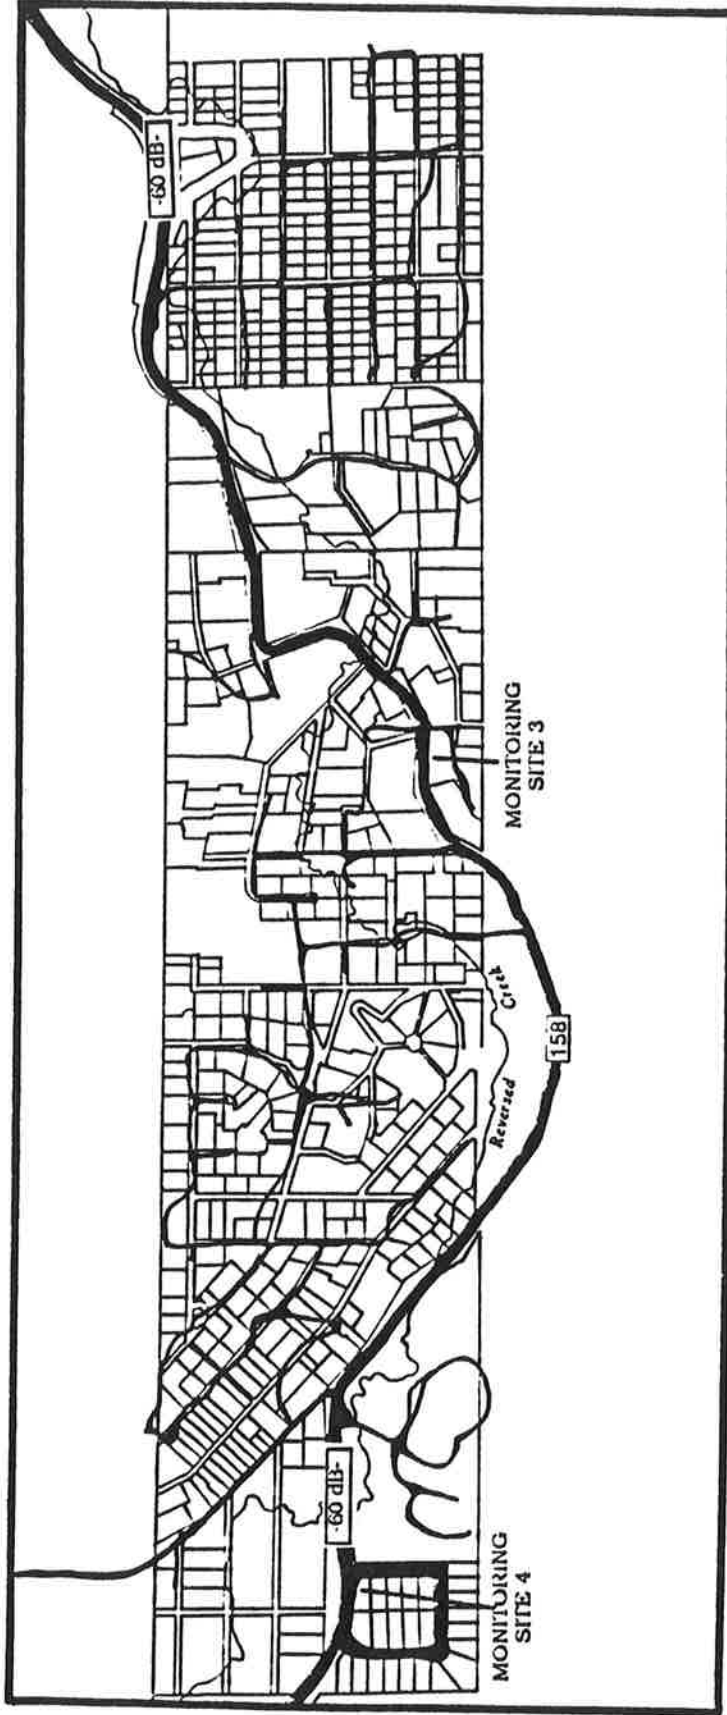 -60 dB-
MONITORING
SITE 3
Reversed Creek
158
-60 dB-
MONITORING
SITE 4